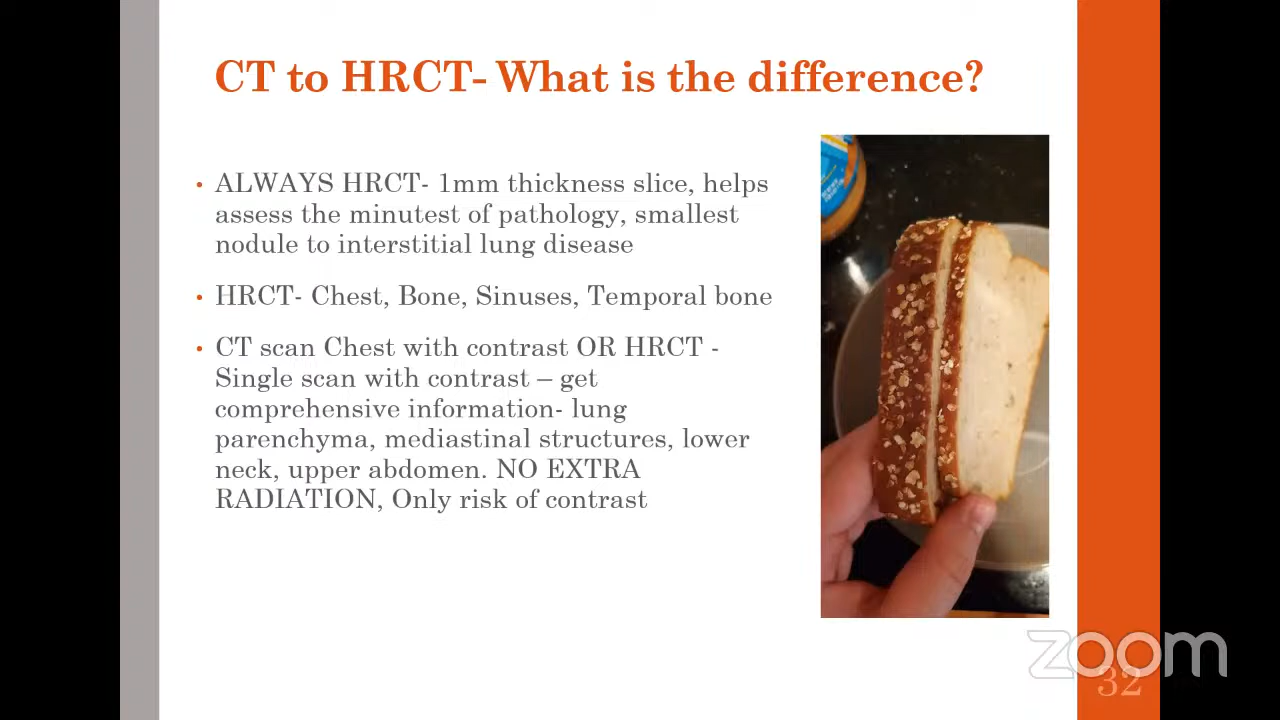 CT to HRCT- What is the difference?
• ALWAYS HRCT- 1mm thickness slice, helps
assess the minutest of pathology, smallest
nodule to interstitial lung disease
• HRCT- Chest, Bone, Sinuses, Temporal bone
• CT scan Chest with contrast OR HRCT -
Single scan with contrast – get
comprehensive information- lung
parenchyma, mediastinal structures, lower
neck, upper abdomen. NO EXTRA
RADIATION, Only risk of contrast
zoom
32